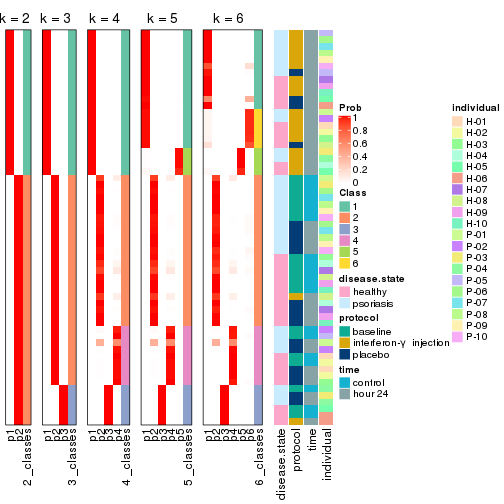 k = 2
k = 3
k = 4
k = 5
k = 6
Prob
1
0.8
0.6
0.4
0.2
0
Class
1
2
3
4
5
6
disease.state
healthy
psoriasis
protocol
baseline
interferon-γ injection
placebo
time
control
hour 24
individual
H-01
H-02
H-03
H-04
H-05
H-06
H-07
H-08
H-09
H-10
P-01
P-02
P-03
P-04
P-05
P-06
P-07
P-08
P-09
P-10
p1
p2
2_classes
p1
p2
p3
3_classes
p1
p2
p3
p4
4_classes
p1
p2
p3
p4
p5
5_classes
p1
p2
p3
p4
p5
p6
6_classes
disease.state
protocol
time
individual